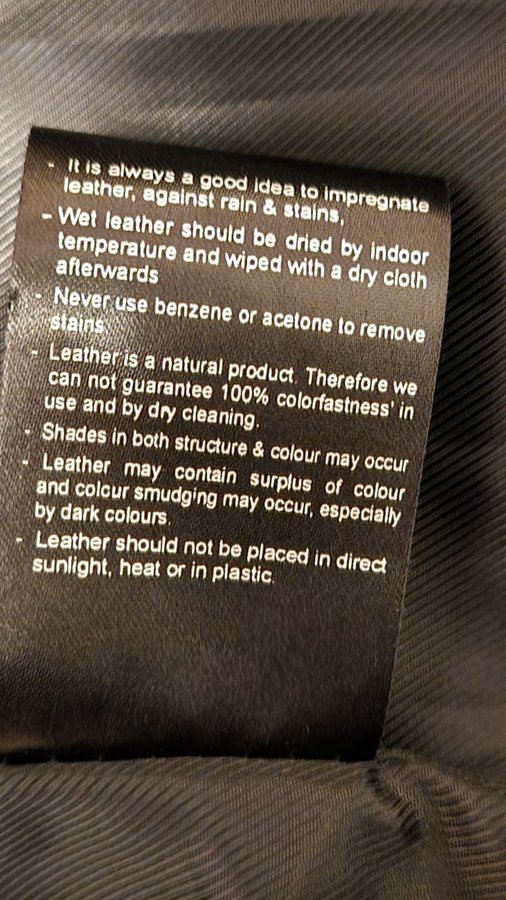 - It is always a good idea to impregnate
leather, against rain & stains,
- Wet leather should be dried by indoor
temperature and wiped with a dry cloth
afterwards
- Never use benzene or acetone to remove
stains.
- Leather is a natural product. Therefore we
can not guarantee 100% colorfastness' in
use and by dry cleaning.
- Shades in both structure & colour may occur
- Leather may contain surplus of colour
and colour smudging may occur, especially
by dark colours.
- Leather should not be placed in direct
sunlight, heat or in plastic.